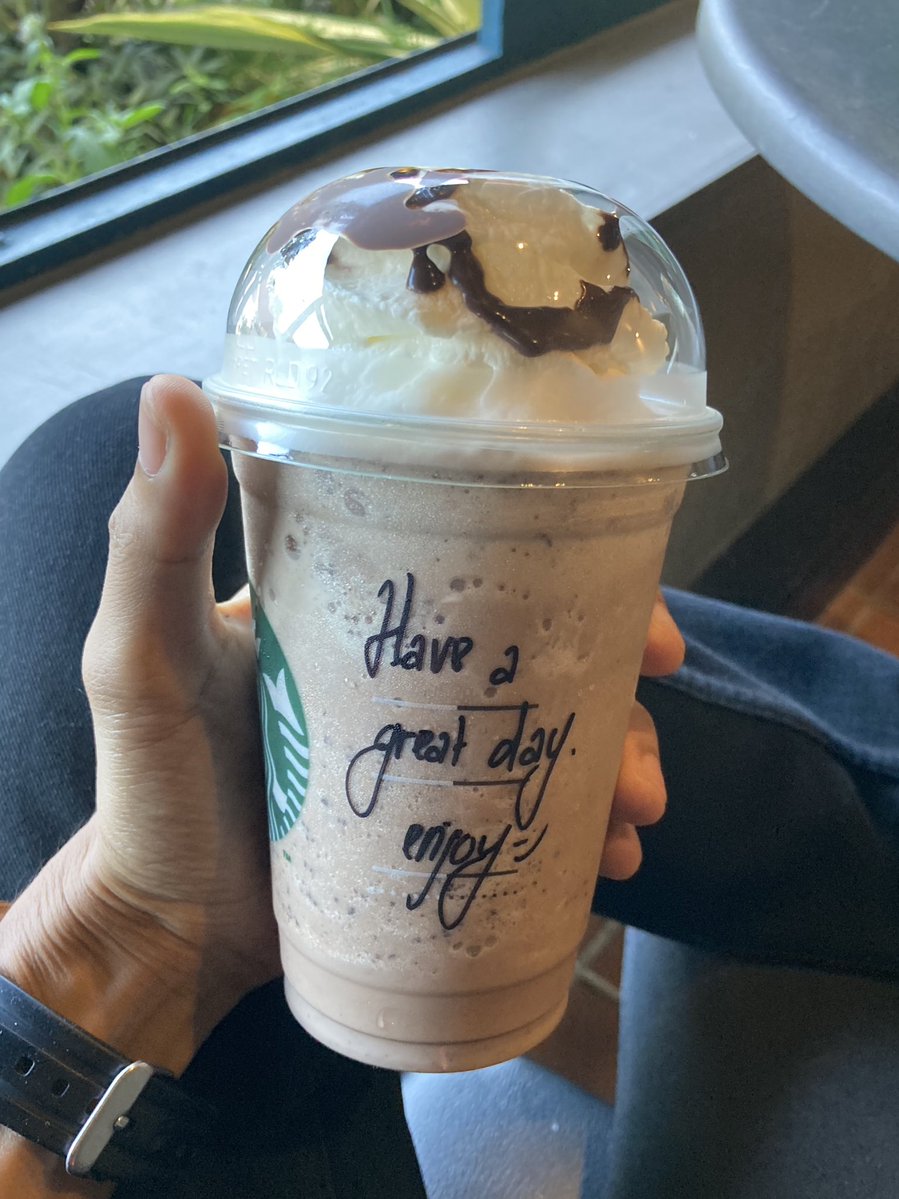 Have a
great day.
enjoy =)